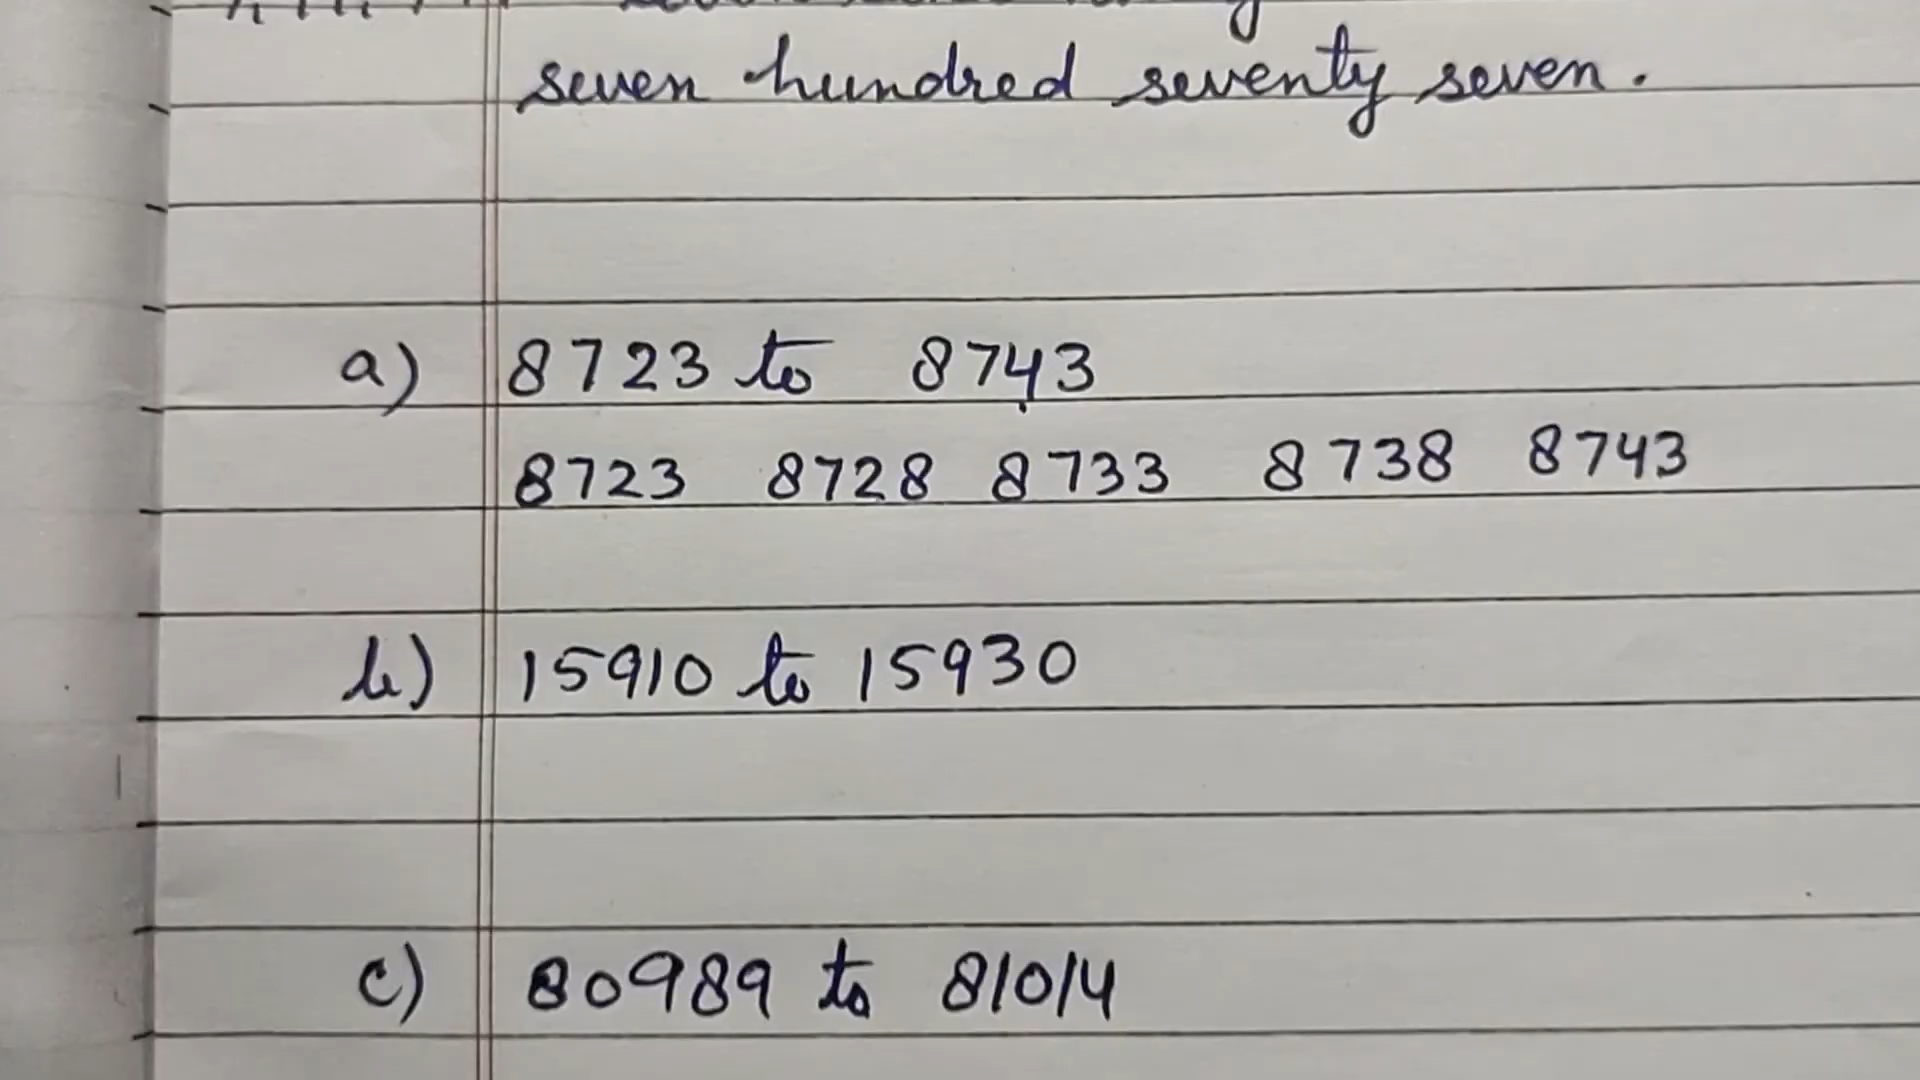 seven hundred seventy seven.
a) 8723 to 8743
8723 8728 8733 8738 8743
b) 15910 to 15930
c) 80989 to 81014